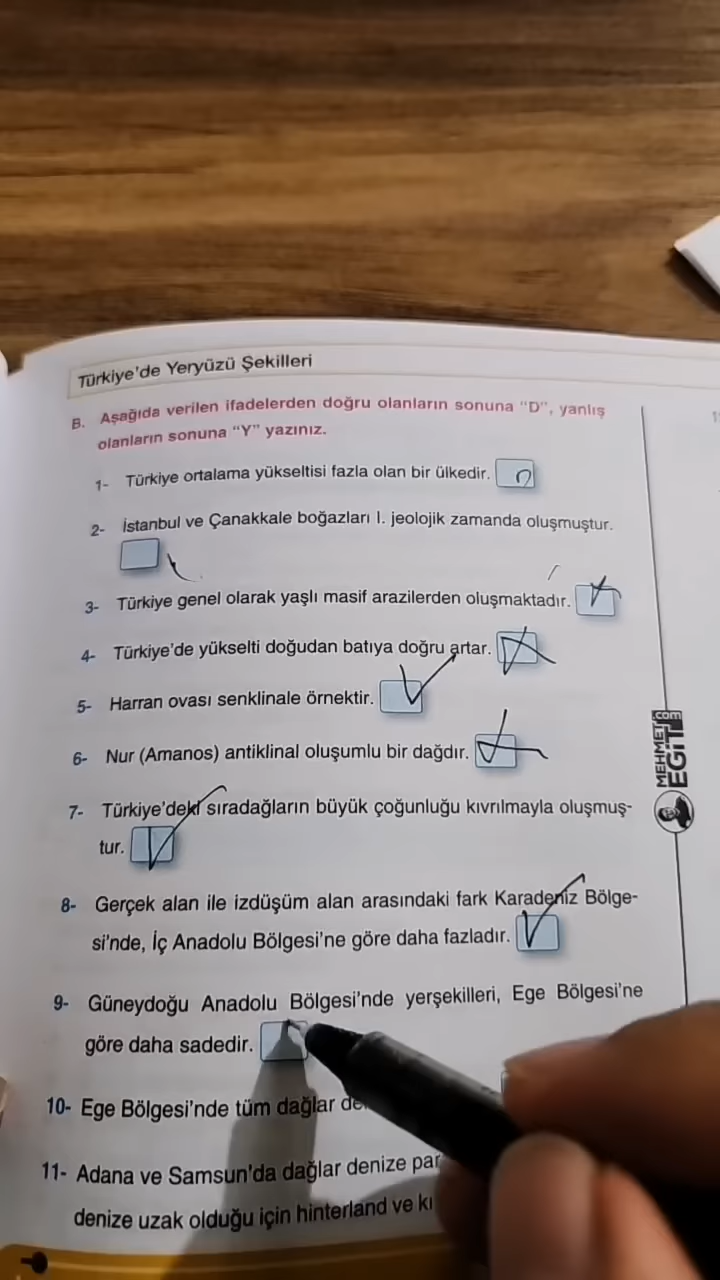 Türkiye'de Yeryüzü Şekilleri
B. Aşağıda verilen ifadelerden doğru olanların sonuna "D", yanlış
olanların sonuna "Y" yazınız.
1- Türkiye ortalama yükseltisi fazla olan bir ülkedir.
2- İstanbul ve Çanakkale boğazları I. jeolojik zamanda oluşmuştur.
3- Türkiye genel olarak yaşlı masif arazilerden oluşmaktadır.
4- Türkiye'de yükselti doğudan batıya doğru artar.
5- Harran ovası senklinale örnektir.
6- Nur (Amanos) antiklinal oluşumlu bir dağdır.
7- Türkiye'deki sıradağların büyük çoğunluğu kıvrılmayla oluşmuş-
tur.
8- Gerçek alan ile izdüşüm alan arasındaki fark Karadeniz Bölge-
si'nde, İç Anadolu Bölgesi'ne göre daha fazladır.
9- Güneydoğu Anadolu Bölgesi'nde yerşekilleri, Ege Bölgesi'ne
göre daha sadedir.
10- Ege Bölgesi'nde tüm dağlar
11- Adana ve Samsun'da dağlar denize
denize uzak olduğu için hinterland ve
MEHMET
EĞİT
.com